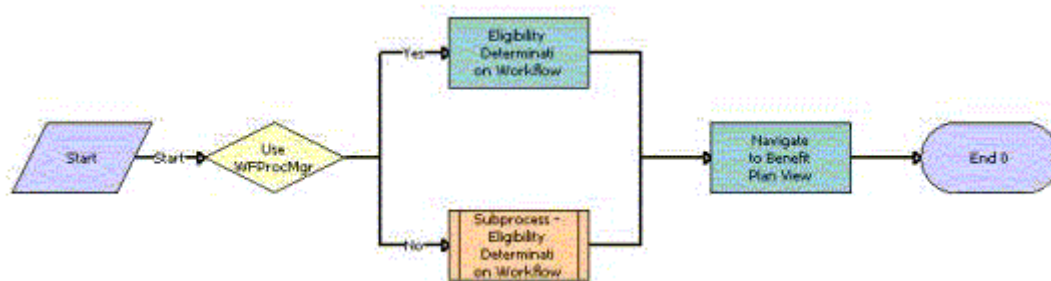 Start
Start
Use
WFProcMgr
Yes
Eligibility
Determinati
on Workflow
No
Subprocess -
Eligibility
Determinati
on Workflow
Navigate
to Benefit
Plan View
End 0